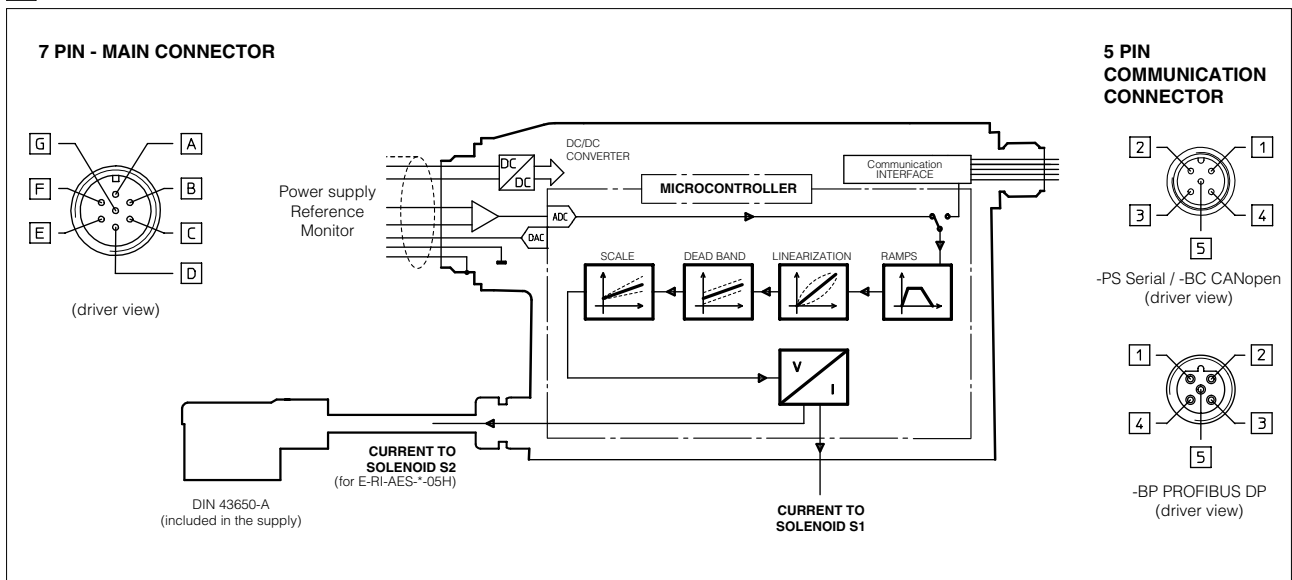 7 PIN - MAIN CONNECTOR
G
A
F
B
E
C
D
(driver view)
Power supply
Reference
Monitor
DC
DC
DC/DC
CONVERTER
MICROCONTROLLER
Communication
INTERFACE
ADC
DAC
SCALE
DEAD BAND
LINEARIZATION
RAMPS
V
I
CURRENT TO
SOLENOID S2
(for E-RI-AES-*-05H)
DIN 43650-A
(included in the supply)
CURRENT TO
SOLENOID S1
5 PIN
COMMUNICATION
CONNECTOR
2
1
3
4
5
-PS Serial / -BC CANopen
(driver view)
1
2
4
3
5
-BP PROFIBUS DP
(driver view)